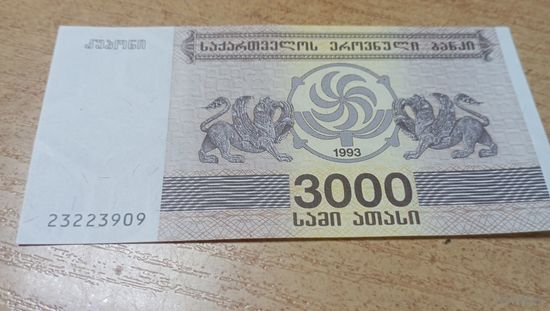 კუპონი
საქართველოს ეროვნული ბანკი
1993
3000
სამი ათასი
23223909